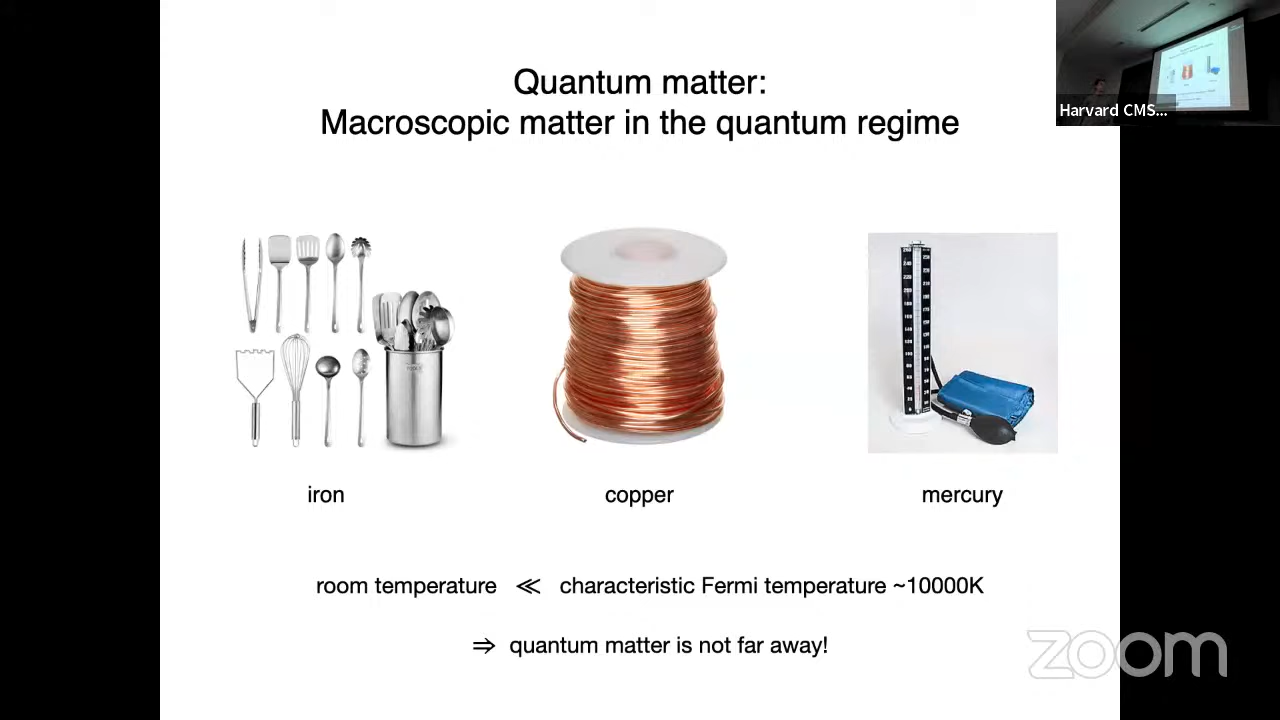 Quantum matter:
Macroscopic matter in the quantum regime
Harvard CMS...
iron
copper
mercury
room temperature ≪ characteristic Fermi temperature ~10000K
⇒ quantum matter is not far away!
zoom